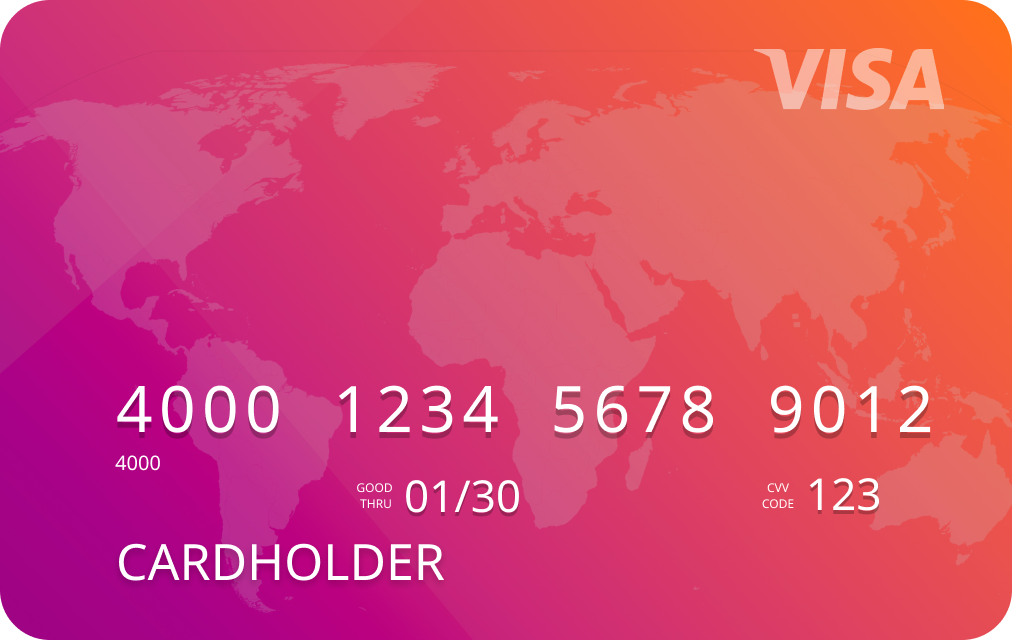 VISA
4000 1234 5678 9012
4000
GOOD THRU 01/30
CVV CODE 123
CARDHOLDER